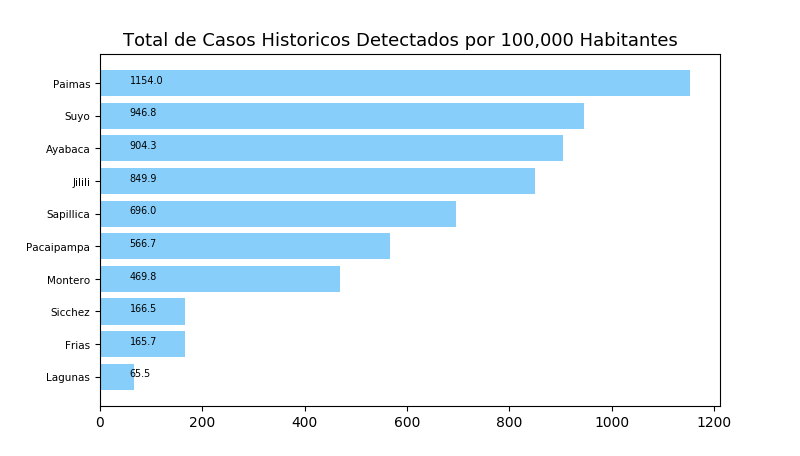 Total de Casos Historicos Detectados por 100,000 Habitantes
Paimas 1154.0
Suyo 946.8
Ayabaca 904.3
Jilili 849.9
Sapillica 696.0
Pacaipampa 566.7
Montero 469.8
Sicchez 166.5
Frias 165.7
Lagunas 65.5
0 200 400 600 800 1000 1200